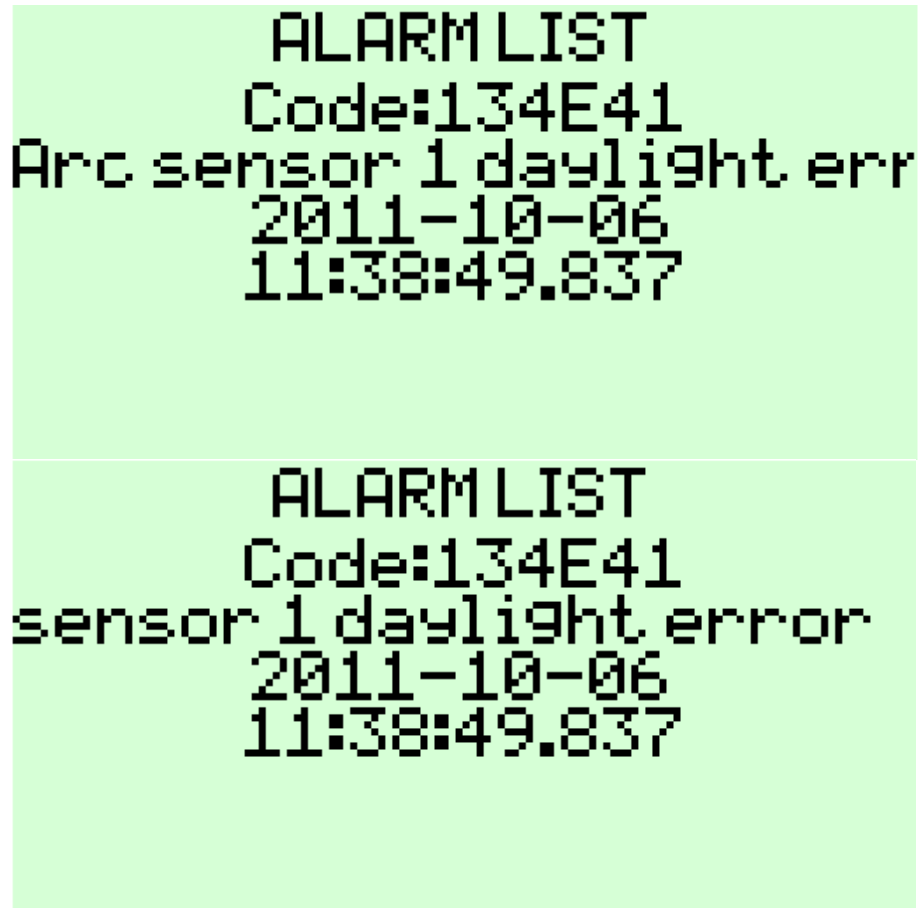 ALARM LIST
Code:134E41
Arc sensor 1 daylight err
2011-10-06
11:38:49.837
ALARM LIST
Code:134E41
sensor 1 daylight error
2011-10-06
11:38:49.837